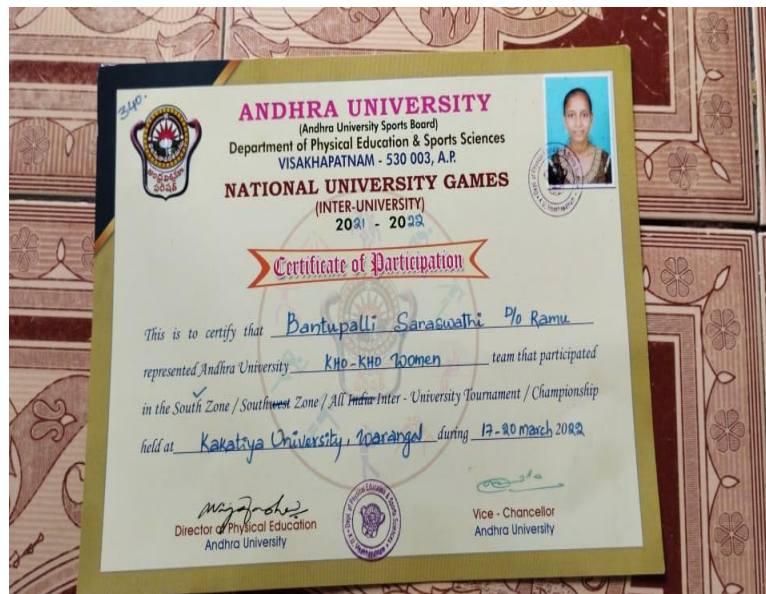 340.
ANDHRA UNIVERSITY
(Andhra University Sports Board)
Department of Physical Education & Sports Sciences
VISAKHAPATNAM - 530 003, A.P.
NATIONAL UNIVERSITY GAMES
(INTER-UNIVERSITY)
2021 - 2022
Certificate of Participation
This is to certify that Bantupalli Saraswathi D/o Ramu
represented Andhra University KHO-KHO Women team that participated
in the South Zone / Southwest Zone / All India Inter - University Tournament / Championship
held at Kakatiya University, Warangal during 17-20 March 2022
Director of Physical Education
Andhra University
Vice - Chancellor
Andhra University